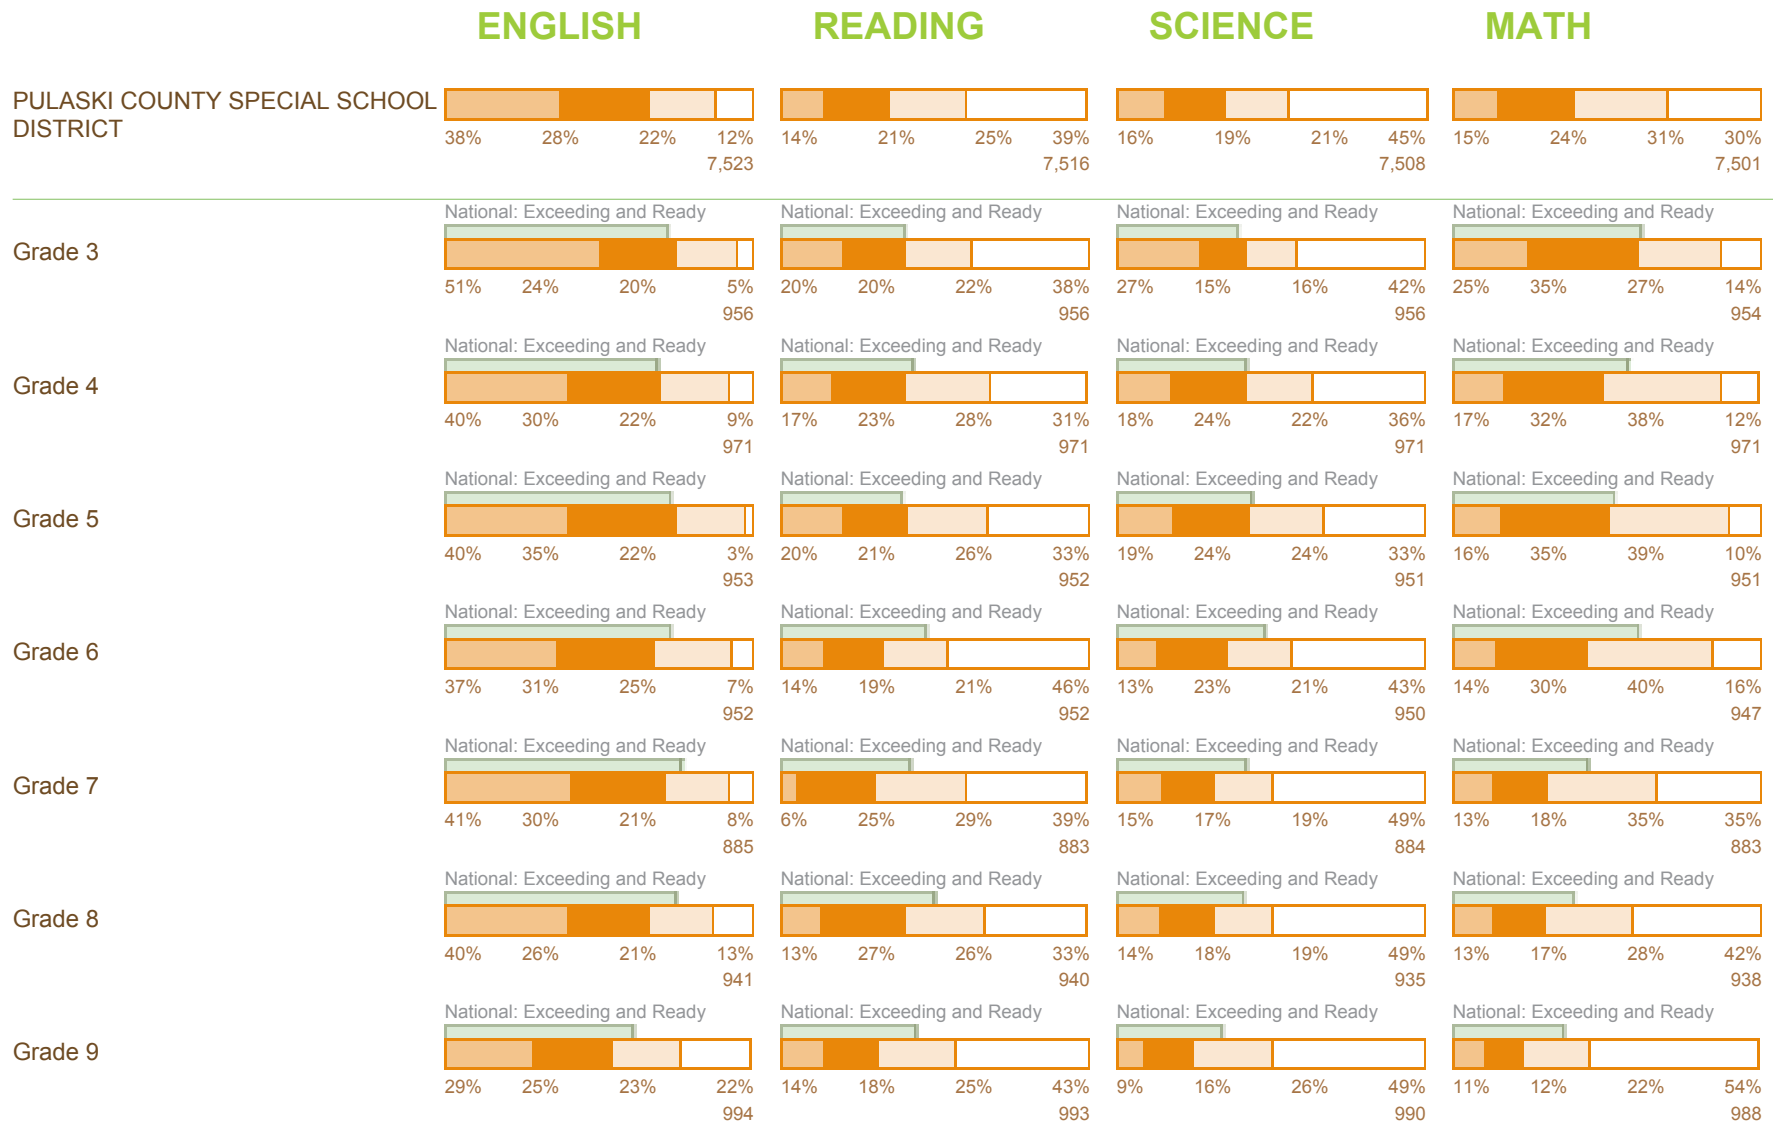 ENGLISH READING SCIENCE MATH
PULASKI COUNTY SPECIAL SCHOOL
DISTRICT
38% 28% 22% 12% 14% 21% 25% 39% 16% 19% 21% 45% 15% 24% 31% 30%
7,523 7,516 7,508 7,501
National: Exceeding and Ready National: Exceeding and Ready National: Exceeding and Ready National: Exceeding and Ready
Grade 3
51% 24% 20% 5% 20% 20% 22% 38% 27% 15% 16% 42% 25% 35% 27% 14%
956 956 956 954
National: Exceeding and Ready National: Exceeding and Ready National: Exceeding and Ready National: Exceeding and Ready
Grade 4
40% 30% 22% 9% 17% 23% 28% 31% 18% 24% 22% 36% 17% 32% 38% 12%
971 971 971 971
National: Exceeding and Ready National: Exceeding and Ready National: Exceeding and Ready National: Exceeding and Ready
Grade 5
40% 35% 22% 3% 20% 21% 26% 33% 19% 24% 24% 33% 16% 35% 39% 10%
953 952 951 951
National: Exceeding and Ready National: Exceeding and Ready National: Exceeding and Ready National: Exceeding and Ready
Grade 6
37% 31% 25% 7% 14% 19% 21% 46% 13% 23% 21% 43% 14% 30% 40% 16%
952 952 950 947
National: Exceeding and Ready National: Exceeding and Ready National: Exceeding and Ready National: Exceeding and Ready
Grade 7
41% 30% 21% 8% 6% 25% 29% 39% 15% 17% 19% 49% 13% 18% 35% 35%
885 883 884 883
National: Exceeding and Ready National: Exceeding and Ready National: Exceeding and Ready National: Exceeding and Ready
Grade 8
40% 26% 21% 13% 13% 27% 26% 33% 14% 18% 19% 49% 13% 17% 28% 42%
941 940 935 938
National: Exceeding and Ready National: Exceeding and Ready National: Exceeding and Ready National: Exceeding and Ready
Grade 9
29% 25% 23% 22% 14% 18% 25% 43% 9% 16% 26% 49% 11% 12% 22% 54%
994 993 990 988